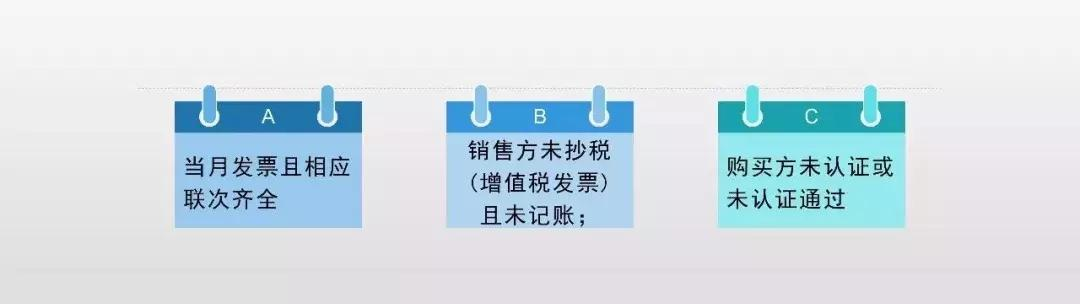 A
当月发票且相应
联次齐全
B
销售方未抄税
(增值税发票)
且未记账；
C
购买方未认证或
未认证通过